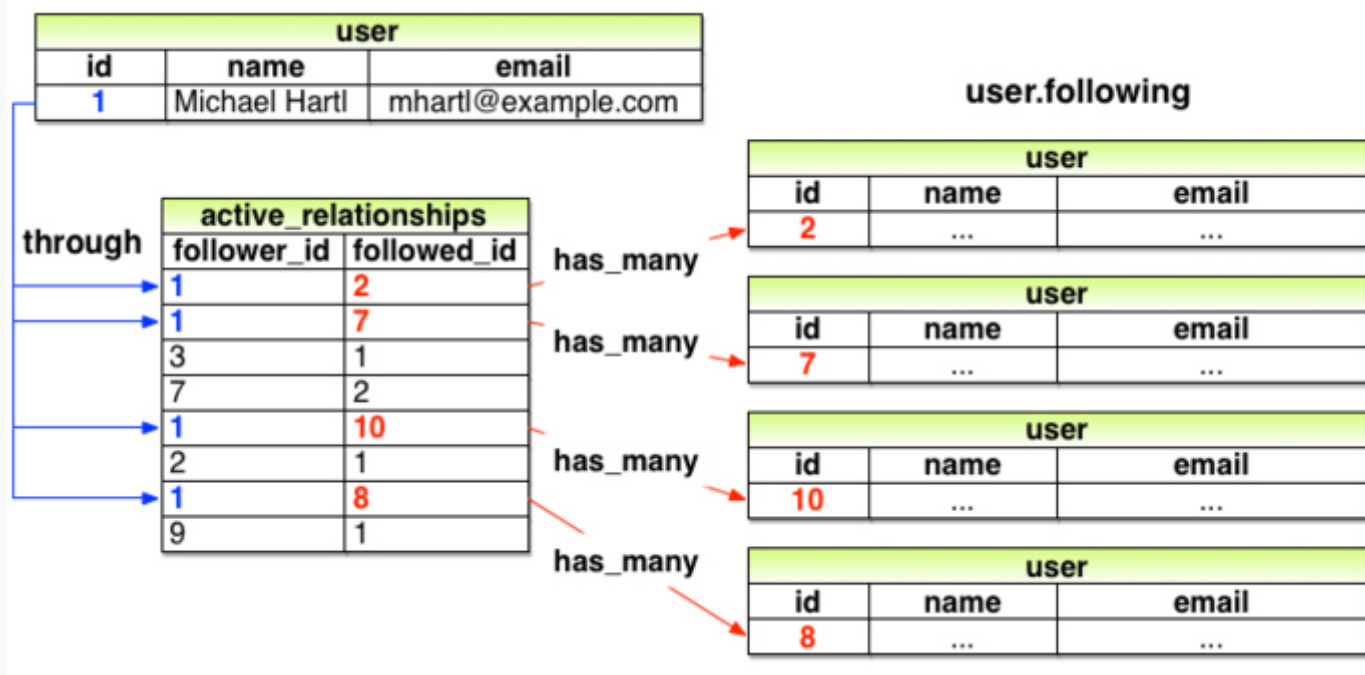 user
id name email
1 Michael Hartl mhartl@example.com
user.following
through
active_relationships
follower_id followed_id
1 2
1 7
3 1
7 2
1 10
2 1
1 8
9 1
has_many
has_many
has_many
has_many
user
id name email
2 ... ...
user
id name email
7 ... ...
user
id name email
10 ... ...
user
id name email
8 ... ...